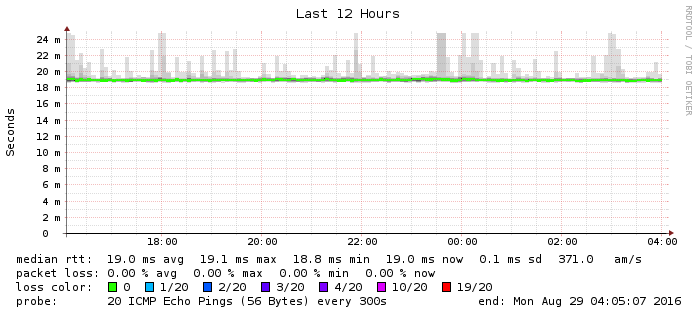 Last 12 Hours
RRDTOOL / TOBI OETIKER
Seconds
24 m
22 m
20 m
18 m
16 m
14 m
12 m
10 m
8 m
6 m
4 m
2 m
0
18:00 20:00 22:00 00:00 02:00 04:00
median rtt: 19.0 ms avg 19.1 ms max 18.8 ms min 19.0 ms now 0.1 ms sd 371.0 am/s
packet loss: 0.00 % avg 0.00 % max 0.00 % min 0.00 % now
loss color: 0 1/20 2/20 3/20 4/20 10/20 19/20
probe: 20 ICMP Echo Pings (56 Bytes) every 300s end: Mon Aug 29 04:05:07 2016